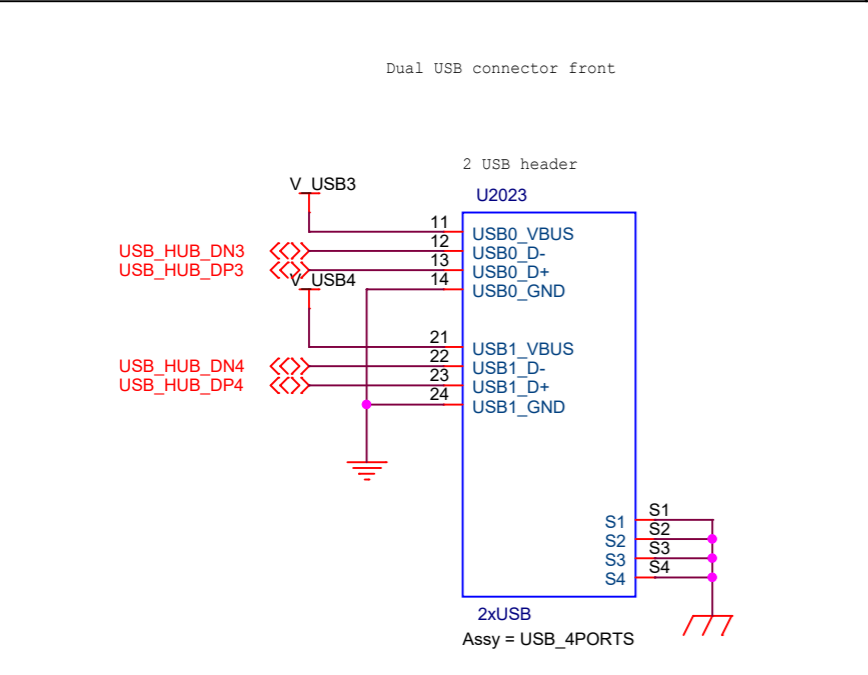 Dual USB connector front
2 USB header
U2023
V_USB3
11 USB0_VBUS
USB_HUB_DN3 12 USB0_D-
USB_HUB_DP3 13 USB0_D+
V_USB4 14 USB0_GND
21 USB1_VBUS
USB_HUB_DN4 22 USB1_D-
USB_HUB_DP4 23 USB1_D+
24 USB1_GND
S1 S1
S2 S2
S3 S3
S4 S4
2xUSB
Assy = USB_4PORTS